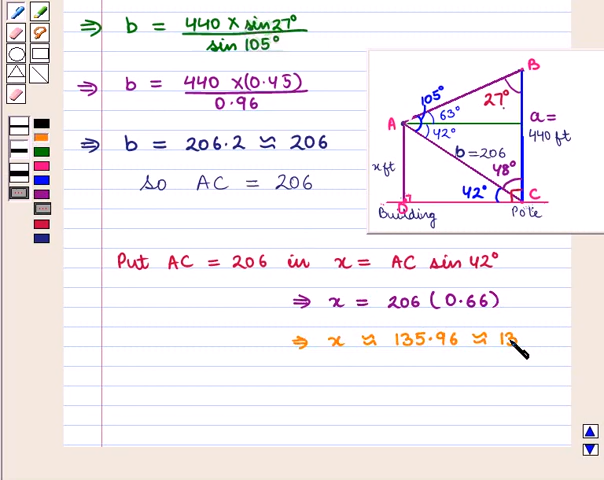 ⇒ b = 440 × sin27° / sin 105°
⇒ b = 440 ×(0.45) / 0.96
⇒ b = 206.2 ≈ 206
so AC = 206
B
105°
27°
63°
A
42°
a = 440 ft
b = 206
x ft
48°
42°
C
D
Building
Pole
Put AC = 206 in x = AC sin 42°
⇒ x = 206 (0.66)
⇒ x ≈ 135.96 ≈ 13